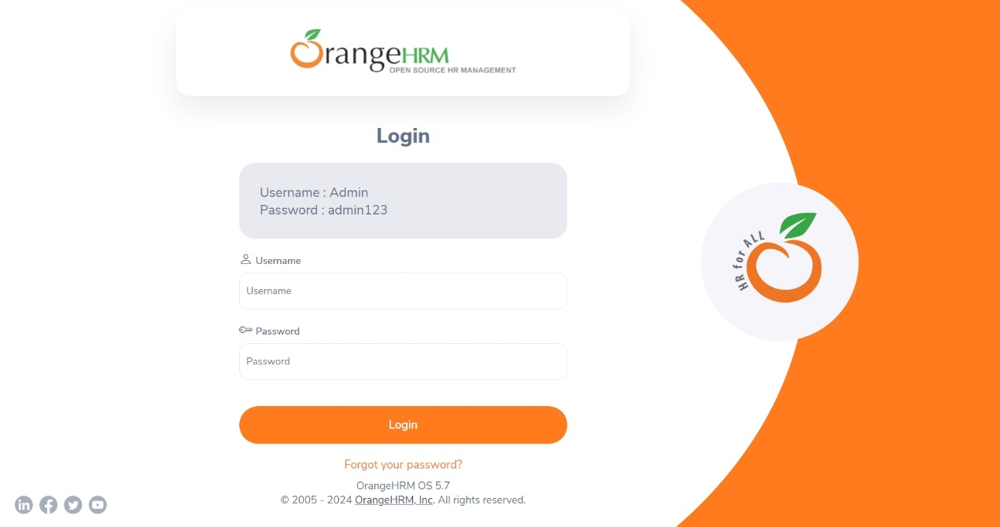 OrangeHRM
OPEN SOURCE HR MANAGEMENT
Login
Username : Admin
Password : admin123
Username
Username
Password
Password
Login
Forgot your password?
OrangeHRM OS 5.7
© 2005 - 2024 OrangeHRM, Inc. All rights reserved.
HR for ALL